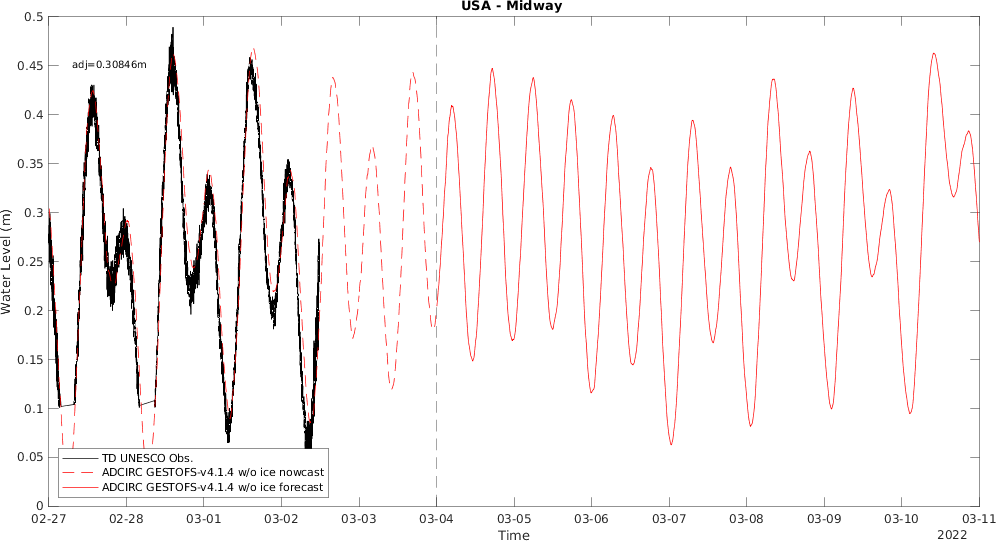 USA - Midway
0.5
0.45
0.4
0.35
0.3
0.25
0.2
0.15
0.1
0.05
0
Water Level (m)
adj=0.30846m
TD UNESCO Obs.
ADCIRC GESTOFS-v4.1.4 w/o ice nowcast
ADCIRC GESTOFS-v4.1.4 w/o ice forecast
02-27 02-28 03-01 03-02 03-03 03-04 03-05 03-06 03-07 03-08 03-09 03-10 03-11
Time
2022